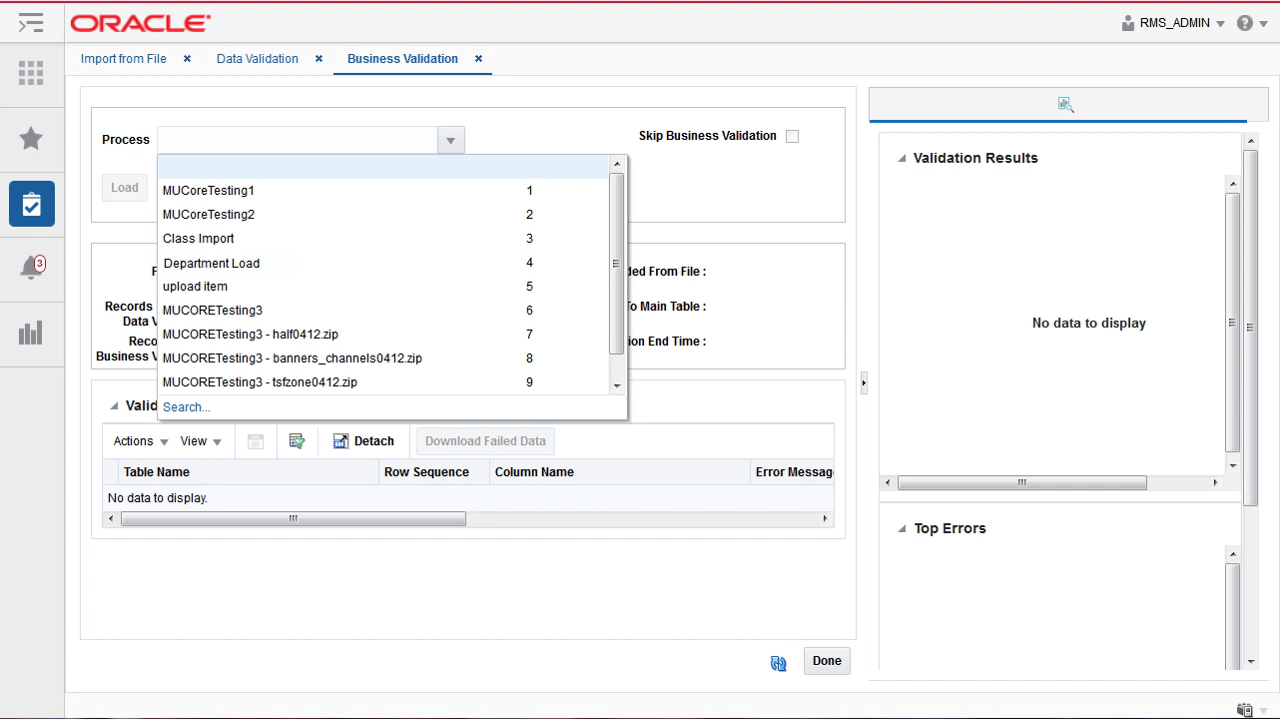 ORACLE
RMS_ADMIN
Import from File
Data Validation
Business Validation
Process
Skip Business Validation
Load
MUCoreTesting1 1
MUCoreTesting2 2
Class Import 3
Department Load 4
upload item 5
MUCORETesting3 6
MUCORETesting3 - half0412.zip 7
MUCORETesting3 - banners_channels0412.zip 8
MUCORETesting3 - tsfzone0412.zip 9
Search...
ded From File :
Records
To Main Table :
Data V
Reco
ion End Time :
Business V
3
Valid
Actions View Detach Download Failed Data
Table Name Row Sequence Column Name Error Messag
No data to display.
Done
Validation Results
No data to display
Top Errors